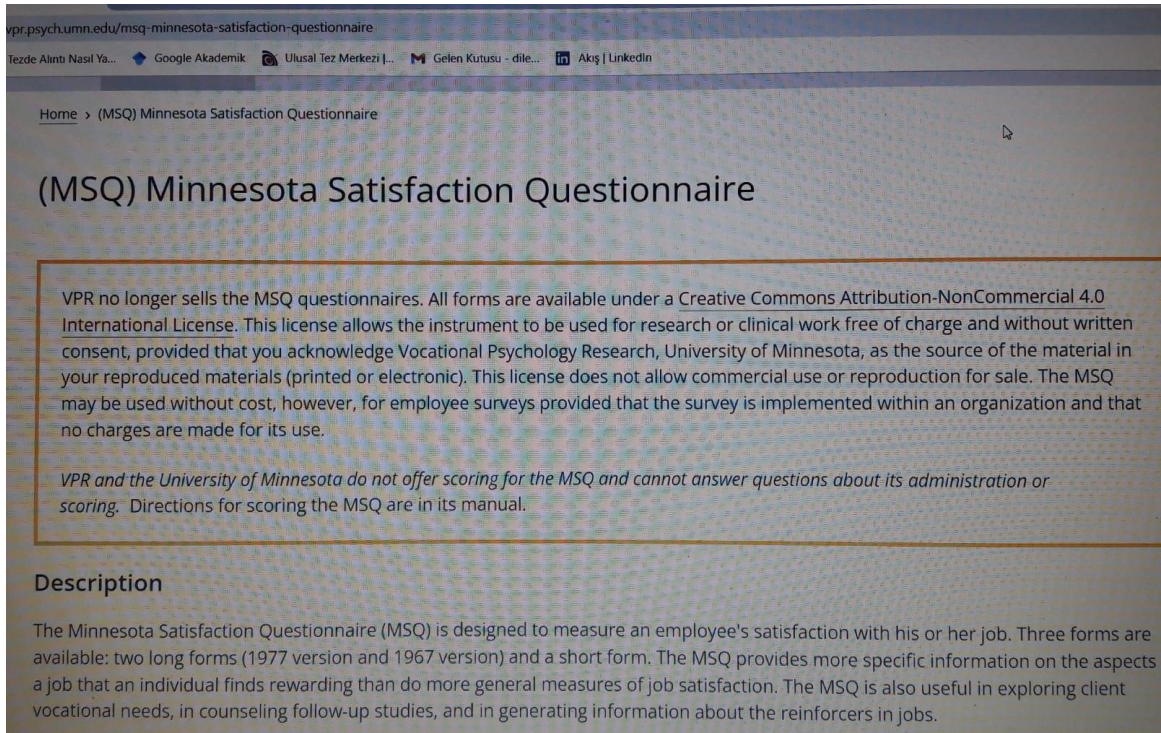 vpr.psych.umn.edu/msq-minnesota-satisfaction-questionnaire
Tezde Alıntı Nasıl Ya... Google Akademik Ulusal Tez Merkezi |... Gelen Kutusu - dile... in Akış | LinkedIn
Home > (MSQ) Minnesota Satisfaction Questionnaire
(MSQ) Minnesota Satisfaction Questionnaire
VPR no longer sells the MSQ questionnaires. All forms are available under a Creative Commons Attribution-NonCommercial 4.0
International License. This license allows the instrument to be used for research or clinical work free of charge and without written
consent, provided that you acknowledge Vocational Psychology Research, University of Minnesota, as the source of the material in
your reproduced materials (printed or electronic). This license does not allow commercial use or reproduction for sale. The MSQ
may be used without cost, however, for employee surveys provided that the survey is implemented within an organization and that
no charges are made for its use.
VPR and the University of Minnesota do not offer scoring for the MSQ and cannot answer questions about its administration or
scoring. Directions for scoring the MSQ are in its manual.
Description
The Minnesota Satisfaction Questionnaire (MSQ) is designed to measure an employee's satisfaction with his or her job. Three forms are
available: two long forms (1977 version and 1967 version) and a short form. The MSQ provides more specific information on the aspects
a job that an individual finds rewarding than do more general measures of job satisfaction. The MSQ is also useful in exploring client
vocational needs, in counseling follow-up studies, and in generating information about the reinforcers in jobs.